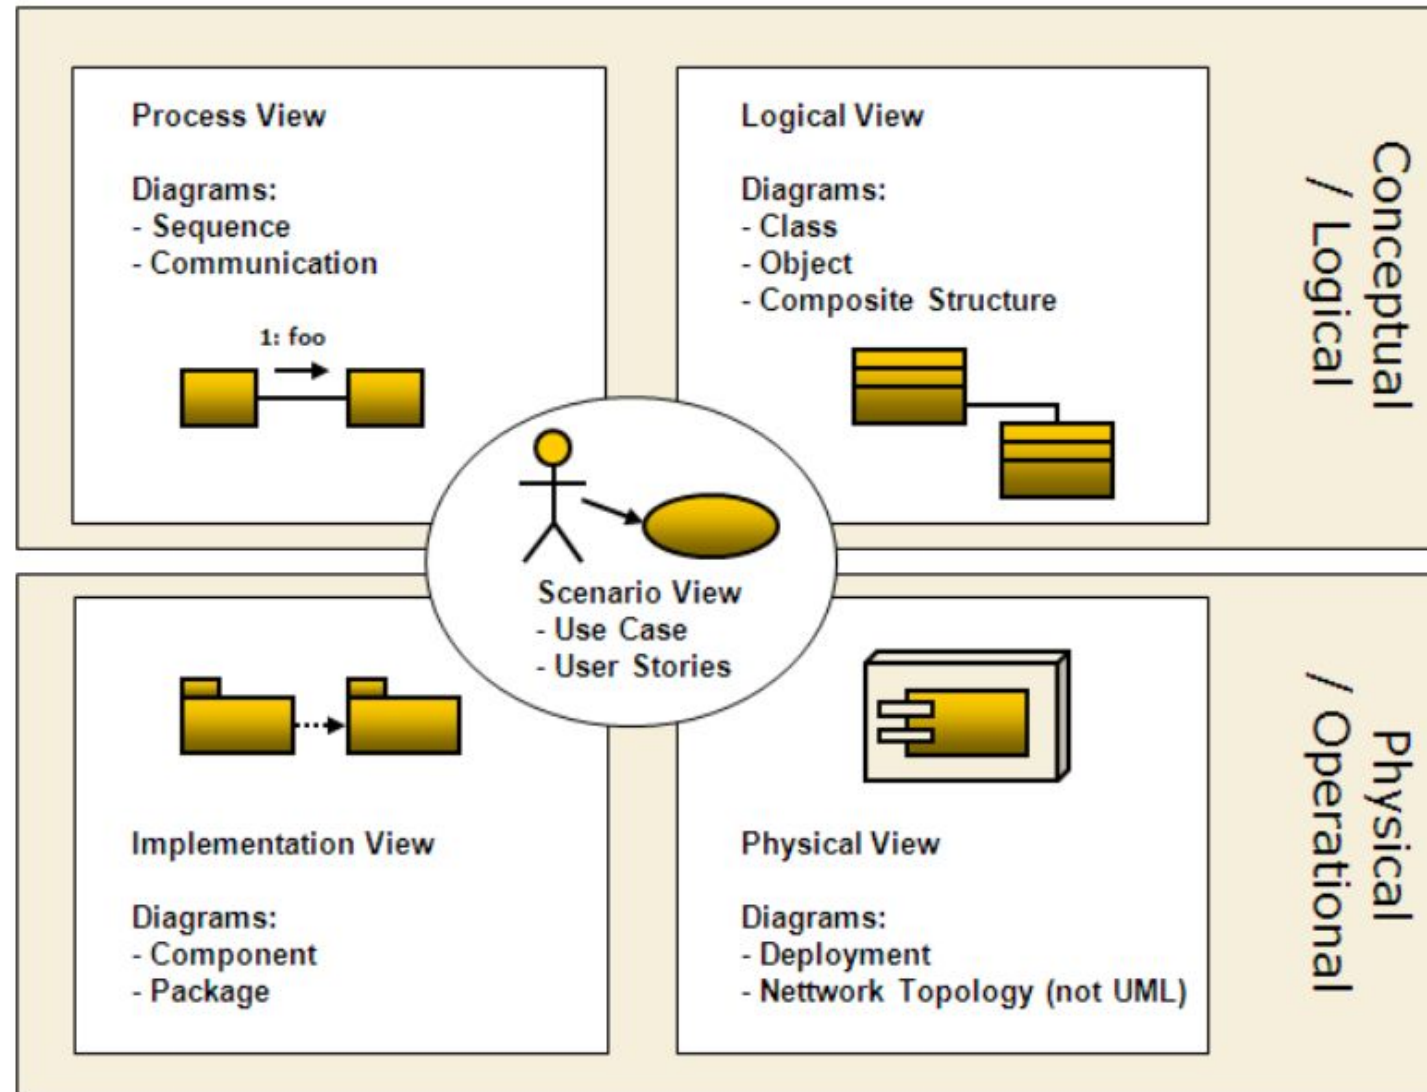 Process View
Diagrams:
- Sequence
- Communication
1: foo
Logical View
Diagrams:
- Class
- Object
- Composite Structure
Conceptual
/ Logical
Scenario View
- Use Case
- User Stories
Implementation View
Diagrams:
- Component
- Package
Physical View
Diagrams:
- Deployment
- Nettwork Topology (not UML)
Physical
/ Operational